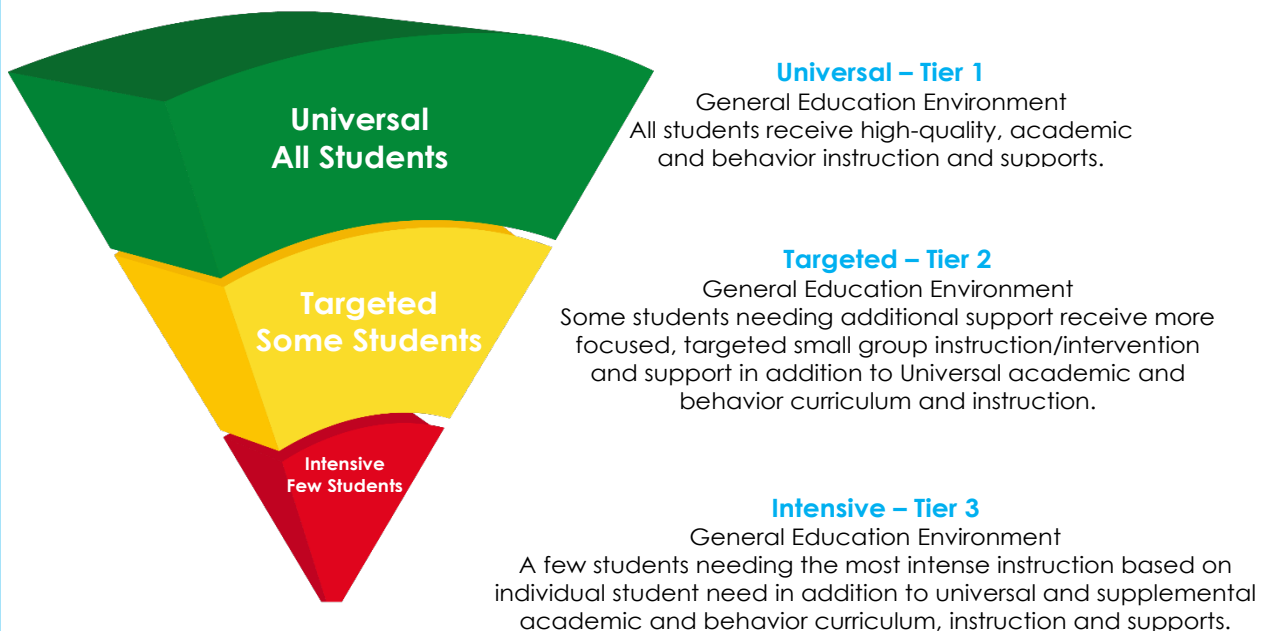 Universal
All Students
Universal – Tier 1
General Education Environment
All students receive high-quality, academic
and behavior instruction and supports.
Targeted
Some Students
Targeted – Tier 2
General Education Environment
Some students needing additional support receive more
focused, targeted small group instruction/intervention
and support in addition to Universal academic and
behavior curriculum and instruction.
Intensive
Few Students
Intensive – Tier 3
General Education Environment
A few students needing the most intense instruction based on
individual student need in addition to universal and supplemental
academic and behavior curriculum, instruction and supports.